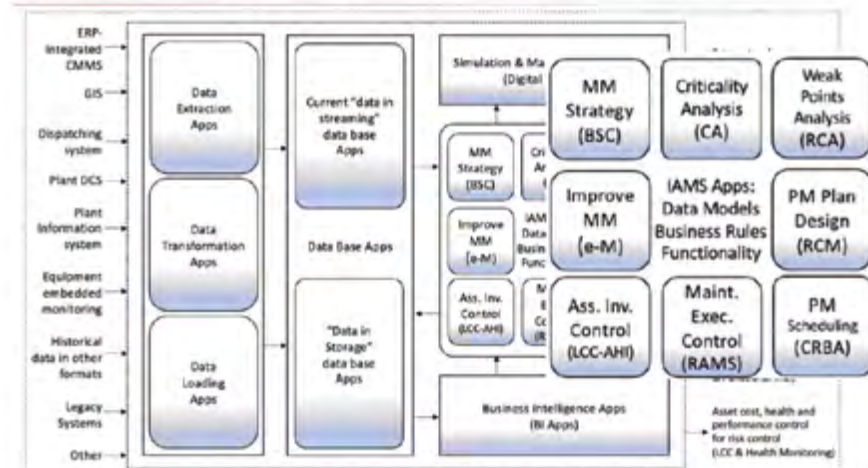 ERP-
Integrated
CMMS
GIS
Dispatching
system
Plant DCS
Plant
Information
system
Equipment
embedded
monitoring
Historical
data in other
formats
Legacy
Systems
Other
Data
Extraction
Apps
Data
Transformation
Apps
Data
Loading
Apps
Current "data in
streaming"
data base
Apps
Data Base Apps
"Data in
Storage"
data base
Apps
Simulation & Ma
(Digital
MM
Strategy
(BSC)
Improve
MM
(e-M)
Ass. Inv.
Control
(LCC-AHI)
Business Intelligence Apps
(BI Apps)
MM
Strategy
(BSC)
Criticality
Analysis
(CA)
Weak
Points
Analysis
(RCA)
Improve
MM
(e-M)
IAMS Apps:
Data Models
Business Rules
Functionality
PM Plan
Design
(RCM)
Ass. Inv.
Control
(LCC-AHI)
Maint.
Exec.
Control
(RAMS)
PM
Scheduling
(CRBA)
Asset cost, health and
performance control
for risk control
(LCC & Health Monitoring)